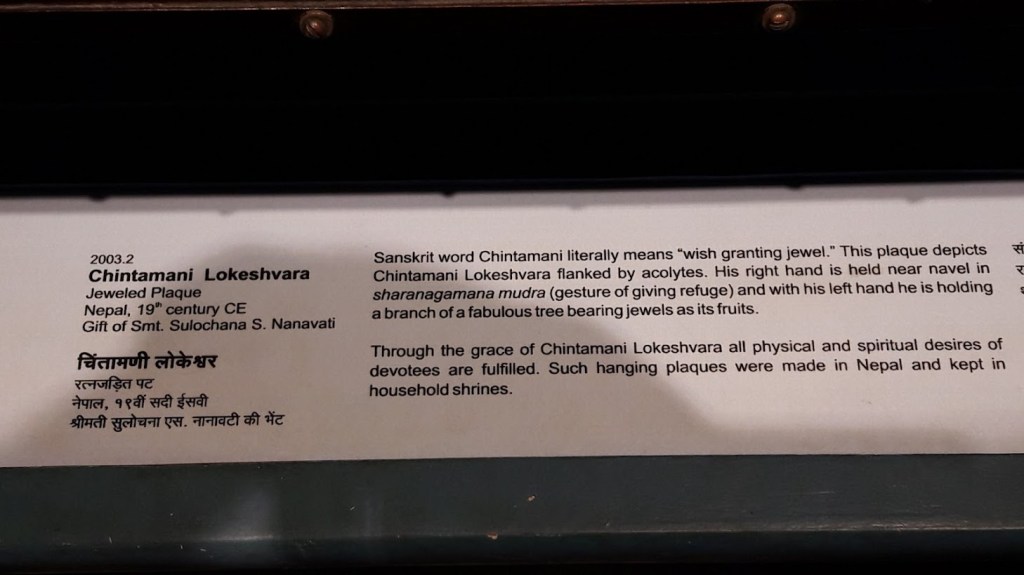 2003.2
Chintamani Lokeshvara
Jeweled Plaque
Nepal, 19th century CE
Gift of Smt. Sulochana S. Nanavati
चिंतामणी लोकेश्वर
रत्नजड़ित पट
नेपाल, १९वीं सदी ईसवी
श्रीमती सुलोचना एस. नानावटी की भेंट
Sanskrit word Chintamani literally means “wish granting jewel.” This plaque depicts
Chintamani Lokeshvara flanked by acolytes. His right hand is held near navel in
sharanagamana mudra (gesture of giving refuge) and with his left hand he is holding
a branch of a fabulous tree bearing jewels as its fruits.
Through the grace of Chintamani Lokeshvara all physical and spiritual desires of
devotees are fulfilled. Such hanging plaques were made in Nepal and kept in
household shrines.